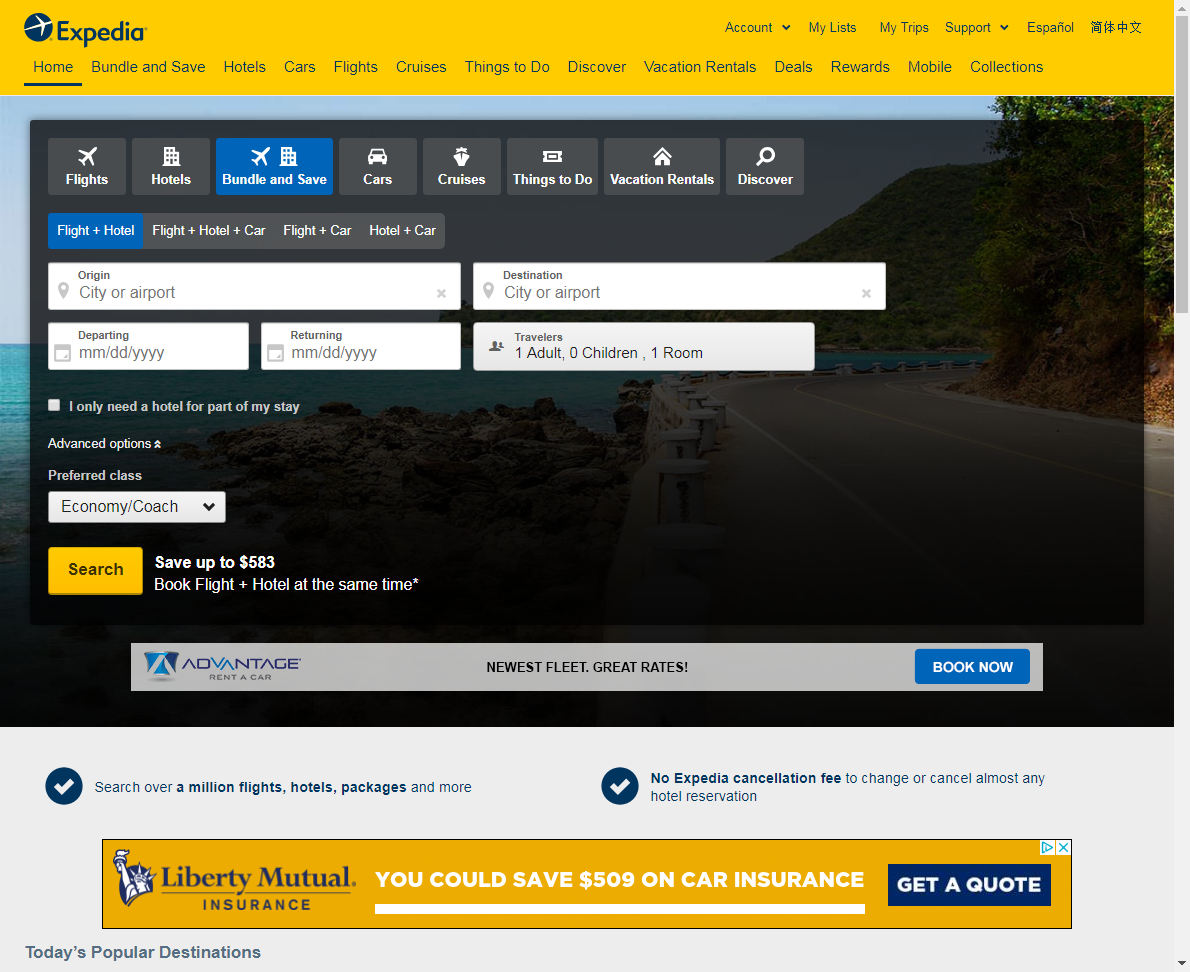 Expedia
Account My Lists My Trips Support Español 简体中文
Home Bundle and Save Hotels Cars Flights Cruises Things to Do Discover Vacation Rentals Deals Rewards Mobile Collections
Flights Hotels Bundle and Save Cars Cruises Things to Do Vacation Rentals Discover
Flight + Hotel Flight + Hotel + Car Flight + Car Hotel + Car
Origin
City or airport
Destination
City or airport
Departing
mm/dd/yyyy
Returning
mm/dd/yyyy
Travelers
1 Adult, 0 Children , 1 Room
I only need a hotel for part of my stay
Advanced options
Preferred class
Economy/Coach
Search
Save up to $583
Book Flight + Hotel at the same time*
ADVANTAGE
RENT A CAR
NEWEST FLEET. GREAT RATES!
BOOK NOW
Search over a million flights, hotels, packages and more
No Expedia cancellation fee to change or cancel almost any
hotel reservation
Liberty Mutual.
INSURANCE
YOU COULD SAVE $509 ON CAR INSURANCE
GET A QUOTE
Today’s Popular Destinations